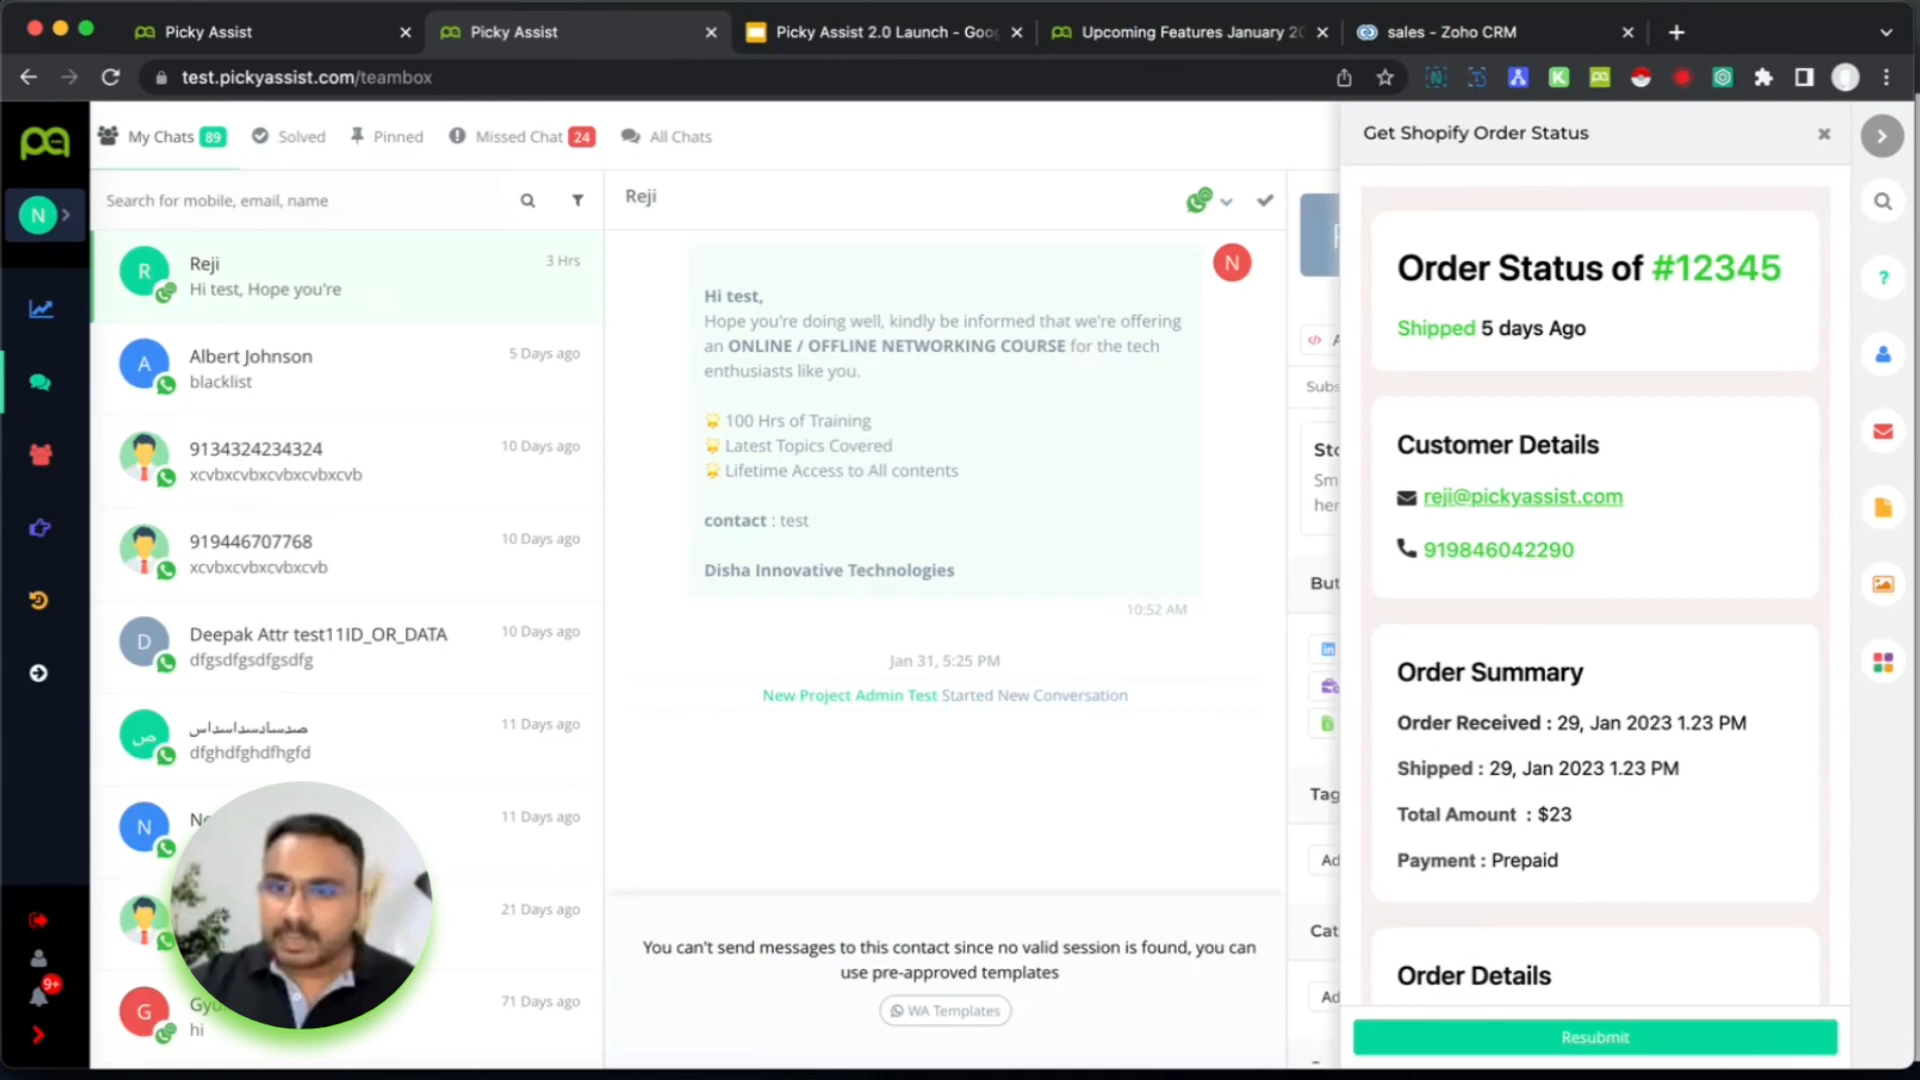 Picky Assist
Picky Assist
Picky Assist 2.0 Launch - Goo
Upcoming Features January 20
sales - Zoho CRM
test.pickyassist.com/teambox
My Chats 89
Solved
Pinned
Missed Chat 24
All Chats
Search for mobile, email, name
N
R
Reji
3 Hrs
Hi test, Hope you're
A
Albert Johnson
5 Days ago
blacklist
9134324234324
10 Days ago
xcvbxcvbxcvbxcvbxcvb
919446707768
10 Days ago
xcvbxcvbxcvbxcvb
D
Deepak Attr test11ID_OR_DATA
10 Days ago
dfgsdfgsdfgsdfg
ص
11 Days ago
dfghdfghdfhgfd
N
11 Days ago
21 Days ago
G
71 Days ago
hi
9+
Reji
N
Hi test,
Hope you're doing well, kindly be informed that we're offering
an ONLINE / OFFLINE NETWORKING COURSE for the tech
enthusiasts like you.
100 Hrs of Training
Latest Topics Covered
Lifetime Access to All contents
contact : test
Disha Innovative Technologies
10:52 AM
Jan 31, 5:25 PM
New Project Admin Test Started New Conversation
You can't send messages to this contact since no valid session is found, you can
use pre-approved templates
WA Templates
Subs
Sto
Sm
her
But
Tag
Ad
Cat
Ad
Get Shopify Order Status
Order Status of #12345
Shipped 5 days Ago
Customer Details
reji@pickyassist.com
919846042290
Order Summary
Order Received : 29, Jan 2023 1.23 PM
Shipped : 29, Jan 2023 1.23 PM
Total Amount : $23
Payment : Prepaid
Order Details
Resubmit